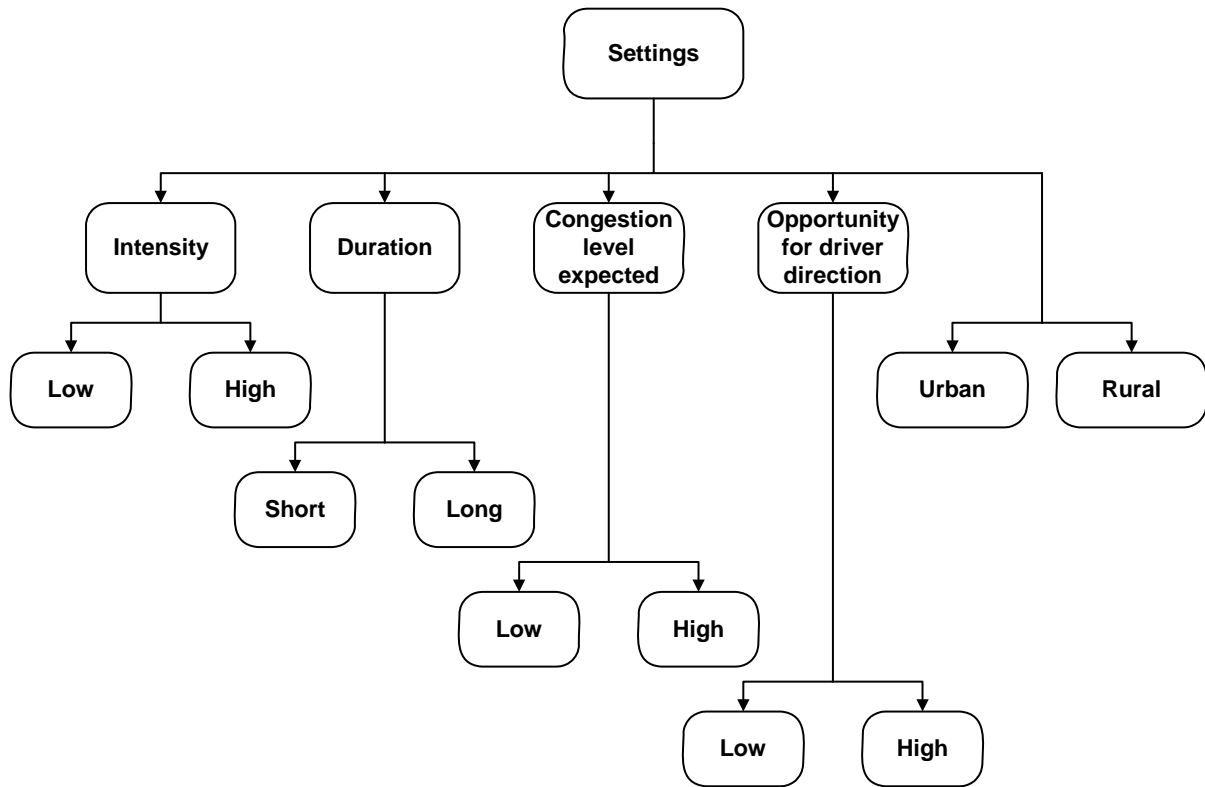 Settings
Intensity
Duration
Congestion
level
expected
Opportunity
for driver
direction
Low
High
Urban
Rural
Short
Long
Low
High
Low
High